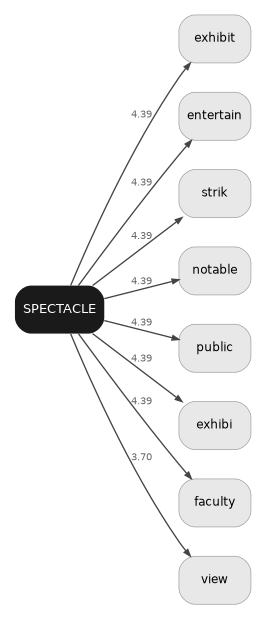 exhibit
4.39
entertain
4.39
strik
4.39
notable
4.39
SPECTACLE
4.39
public
4.39
exhibi
4.39
faculty
3.70
view